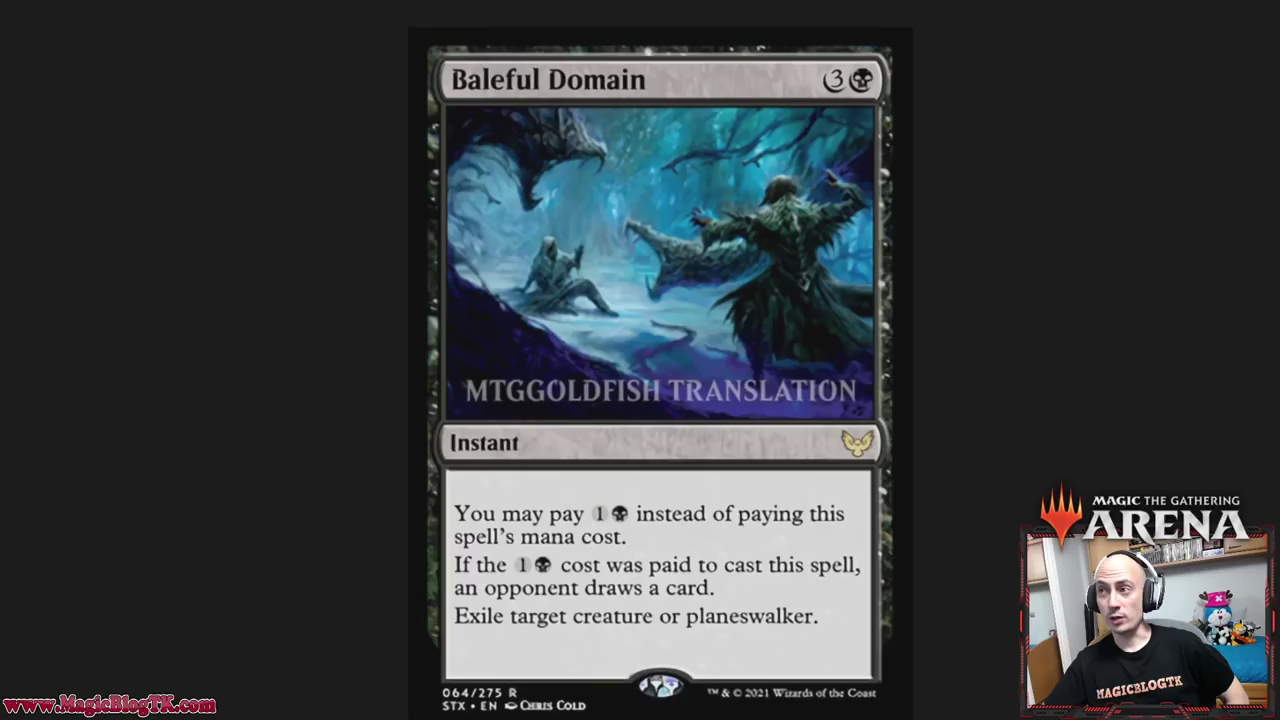 Baleful Domain 3
MTGGOLDFISH TRANSLATION
Instant
You may pay 1 instead of paying this
spell's mana cost.
If the 1 cost was paid to cast this spell,
an opponent draws a card.
Exile target creature or planeswalker.
064/275 R
STX • EN CHRIS COLD
™ & © 2021 Wizards of the Coast
MAGIC THE GATHERING
ARENA
MAGICBLOGTK
www.MagicBlogTK.com